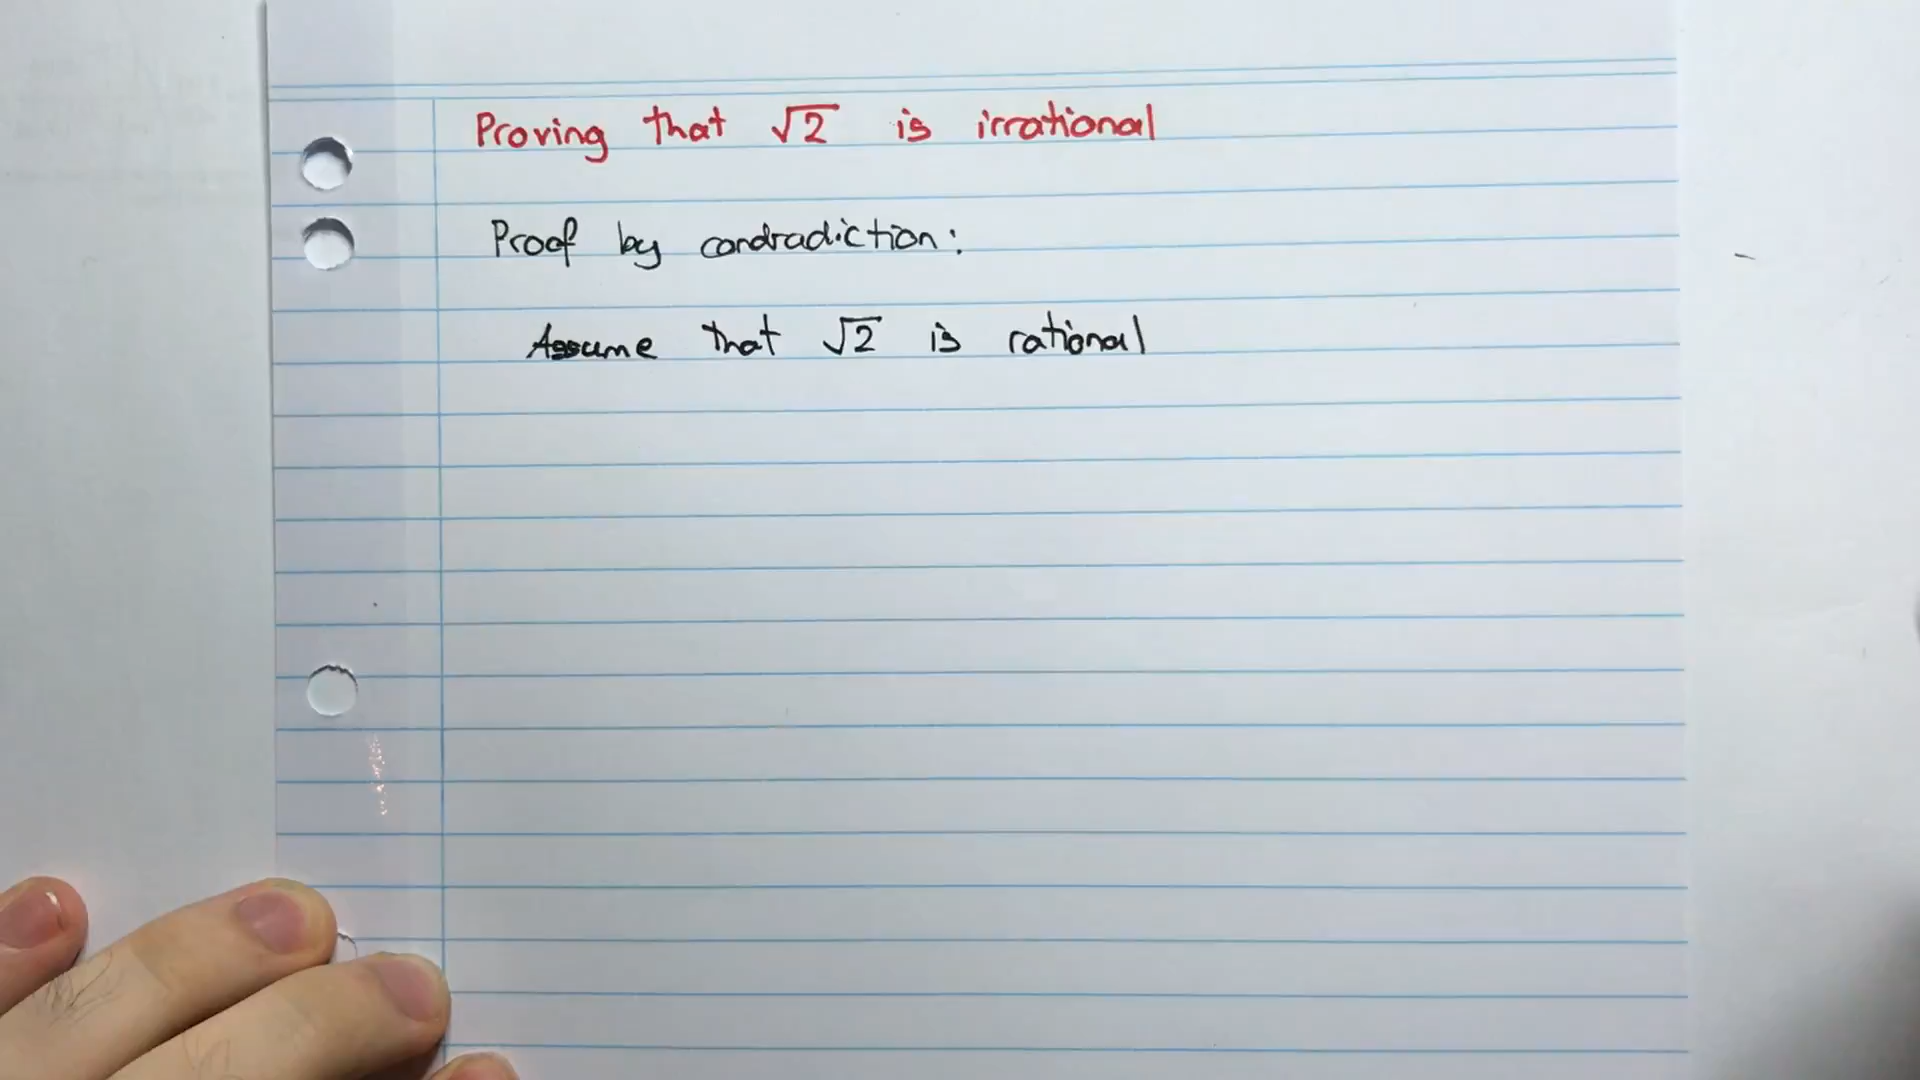 Proving that √2 is irrational
Proof by condradiction:
Assume that √2 is rational